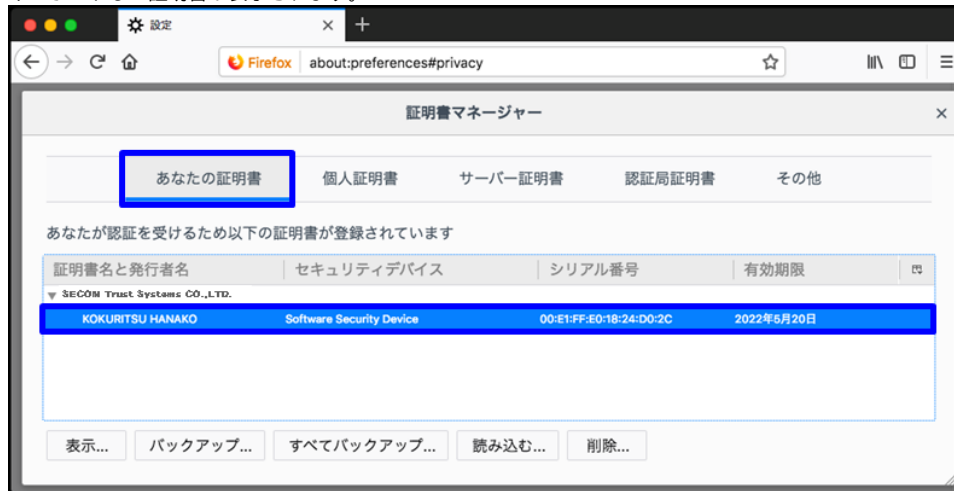 設定
Firefox about:preferences#privacy
証明書マネージャー
あなたの証明書 個人証明書 サーバー証明書 認証局証明書 その他
あなたが認証を受けるため以下の証明書が登録されています
証明書名と発行者名 セキュリティデバイス シリアル番号 有効期限
SECOM Trust Systems CO.,LTD.
KOKURITSU HANAKO Software Security Device 00:E1:FF:E0:18:24:D0:2C 2022年5月20日
表示... バックアップ... すべてバックアップ... 読み込む... 削除...